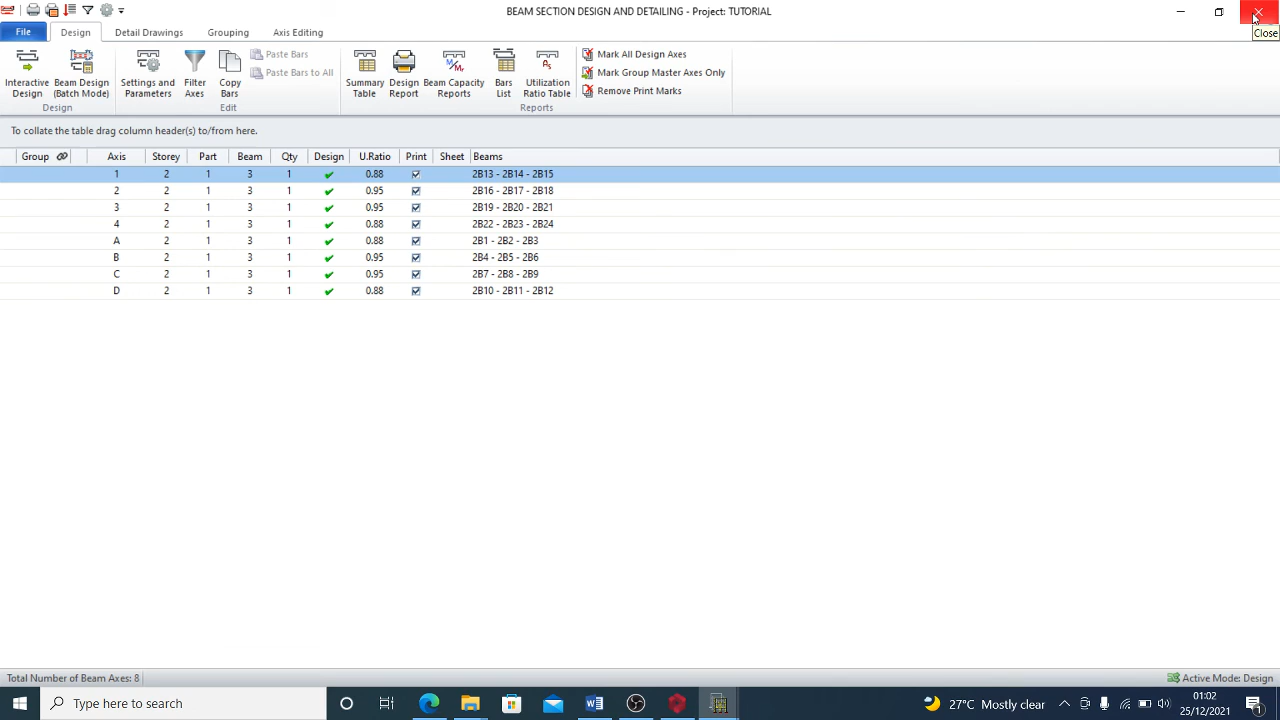 BEAM SECTION DESIGN AND DETAILING - Project: TUTORIAL
Close
File Design Detail Drawings Grouping Axis Editing
Interactive Design
Beam Design (Batch Mode)
Design
Settings and Parameters
Filter Axes
Copy Bars
Paste Bars
Paste Bars to All
Edit
Summary Table
Design Report
Beam Capacity Reports
Bars List
Utilization Ratio Table
Mark All Design Axes
Mark Group Master Axes Only
Remove Print Marks
Reports
To collate the table drag column header(s) to/from here.
Group Axis Storey Part Beam Qty Design U.Ratio Print Sheet Beams
1 2 1 3 1 0.88 2B13 - 2B14 - 2B15
2 2 1 3 1 0.95 2B16 - 2B17 - 2B18
3 2 1 3 1 0.95 2B19 - 2B20 - 2B21
4 2 1 3 1 0.88 2B22 - 2B23 - 2B24
A 2 1 3 1 0.88 2B1 - 2B2 - 2B3
B 2 1 3 1 0.95 2B4 - 2B5 - 2B6
C 2 1 3 1 0.95 2B7 - 2B8 - 2B9
D 2 1 3 1 0.88 2B10 - 2B11 - 2B12
Total Number of Beam Axes: 8
Active Mode: Design
Type here to search
27°C Mostly clear
01:02
25/12/2021